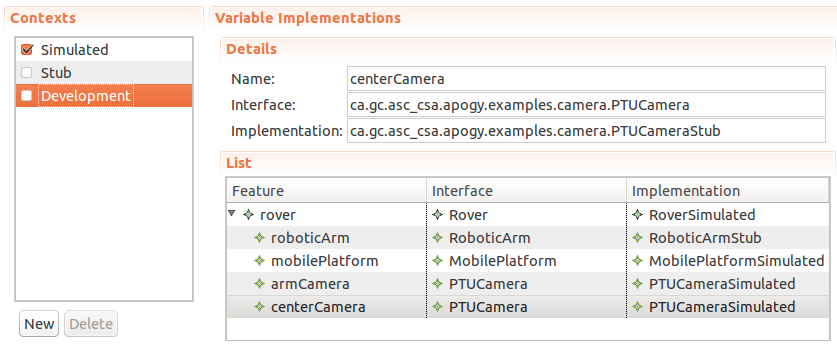 Contexts
Simulated
Stub
Development
New Delete
Variable Implementations
Details
Name: centerCamera
Interface: ca.gc.asc_csa.apogy.examples.camera.PTUCamera
Implementation: ca.gc.asc_csa.apogy.examples.camera.PTUCameraStub
List
Feature Interface Implementation
rover Rover RoverSimulated
roboticArm RoboticArm RoboticArmStub
mobilePlatform MobilePlatform MobilePlatformSimulated
armCamera PTUCamera PTUCameraSimulated
centerCamera PTUCamera PTUCameraSimulated